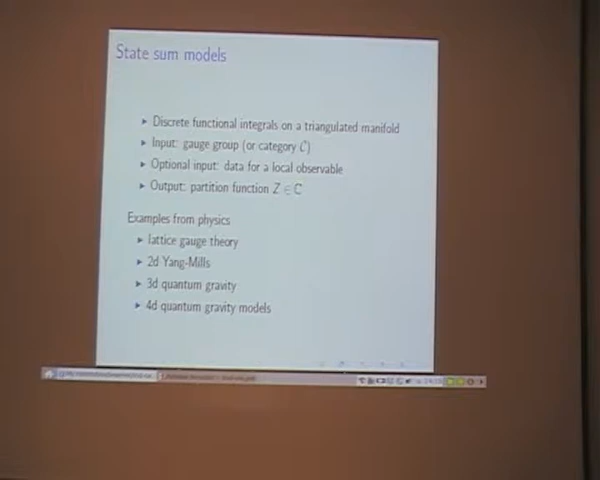 State sum models
▸ Discrete functional integrals on a triangulated manifold
▸ Input: gauge group (or category C)
▸ Optional input: data for a local observable
▸ Output: partition function Z ∈ ℂ
Examples from physics
▸ lattice gauge theory
▸ 2d Yang-Mills
▸ 3d quantum gravity
▸ 4d quantum gravity models